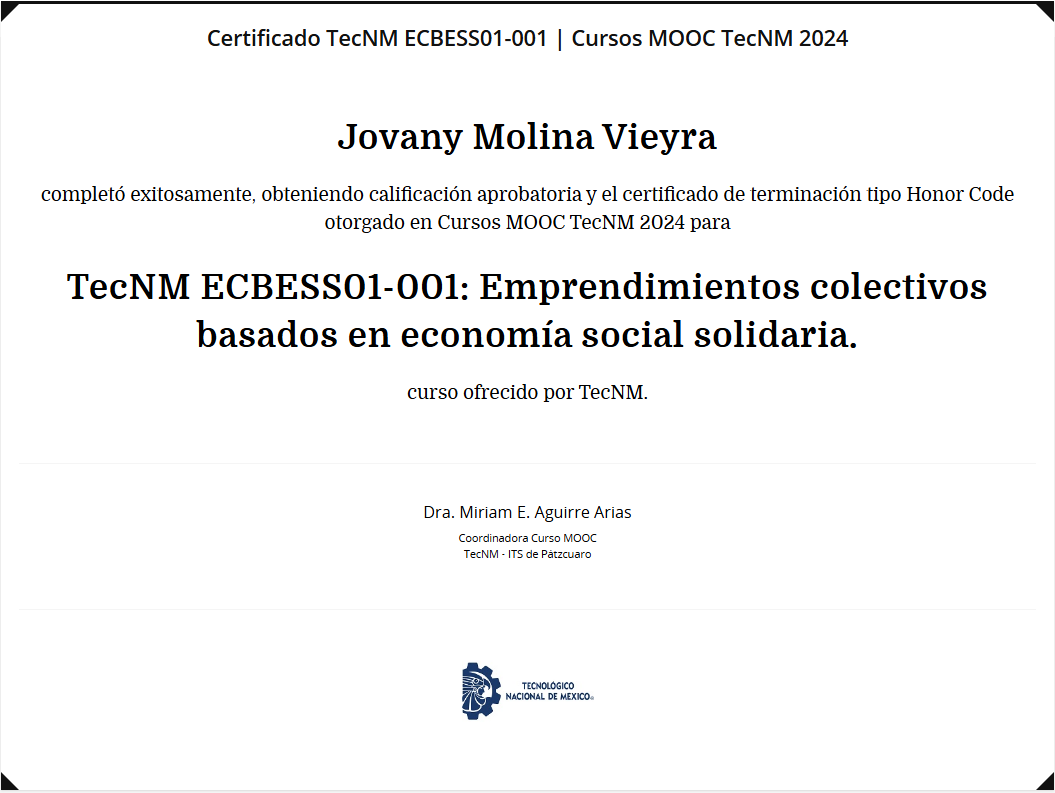 Certificado TecNM ECBESS01-001 | Cursos MOOC TecNM 2024
Jovany Molina Vieyra
completó exitosamente, obteniendo calificación aprobatoria y el certificado de terminación tipo Honor Code
otorgado en Cursos MOOC TecNM 2024 para
TecNM ECBESS01-001: Emprendimientos colectivos
basados en economía social solidaria.
curso ofrecido por TecNM.
Dra. Miriam E. Aguirre Arias
Coordinadora Curso MOOC
TecNM - ITS de Pátzcuaro
TECNOLÓGICO
NACIONAL DE MÉXICO